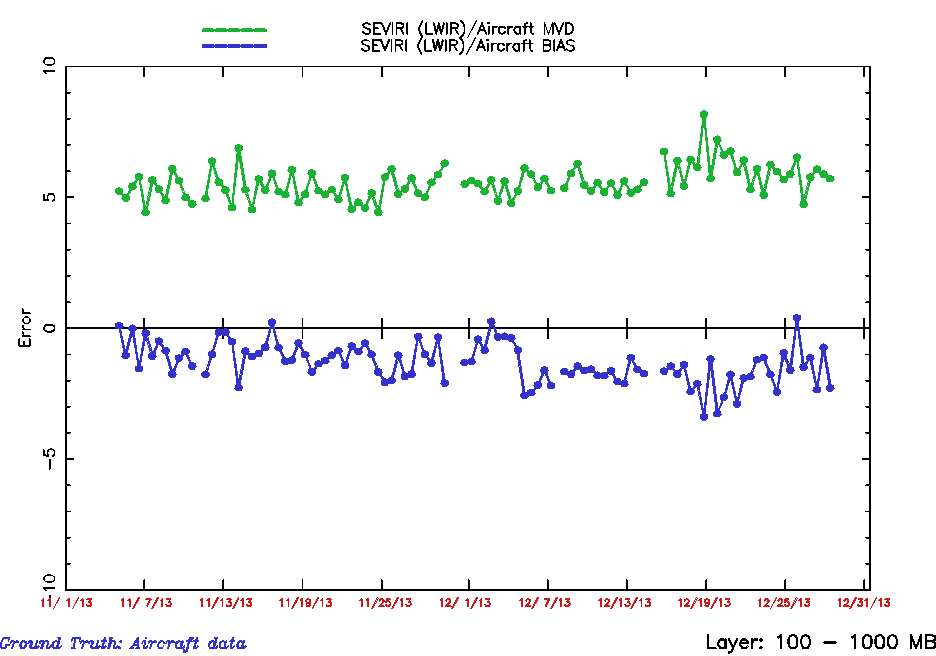 SEVIRI (LWIR)/Aircraft MVD
SEVIRI (LWIR)/Aircraft BIAS
10
5
0
−5
−10
Error
11/ 1/13 11/ 7/13 11/13/13 11/19/13 11/25/13 12/ 1/13 12/ 7/13 12/13/13 12/19/13 12/25/13 12/31/13
Ground Truth: Aircraft data
Layer: 100 − 1000 MB